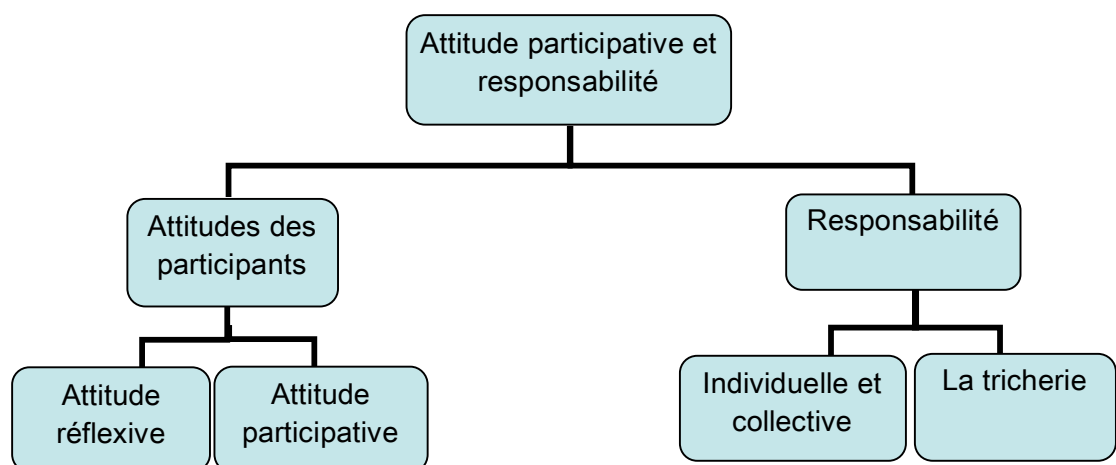 Attitude participative et
responsabilité
Attitudes des
participants
Responsabilité
Attitude
réflexive
Attitude
participative
Individuelle et
collective
La tricherie